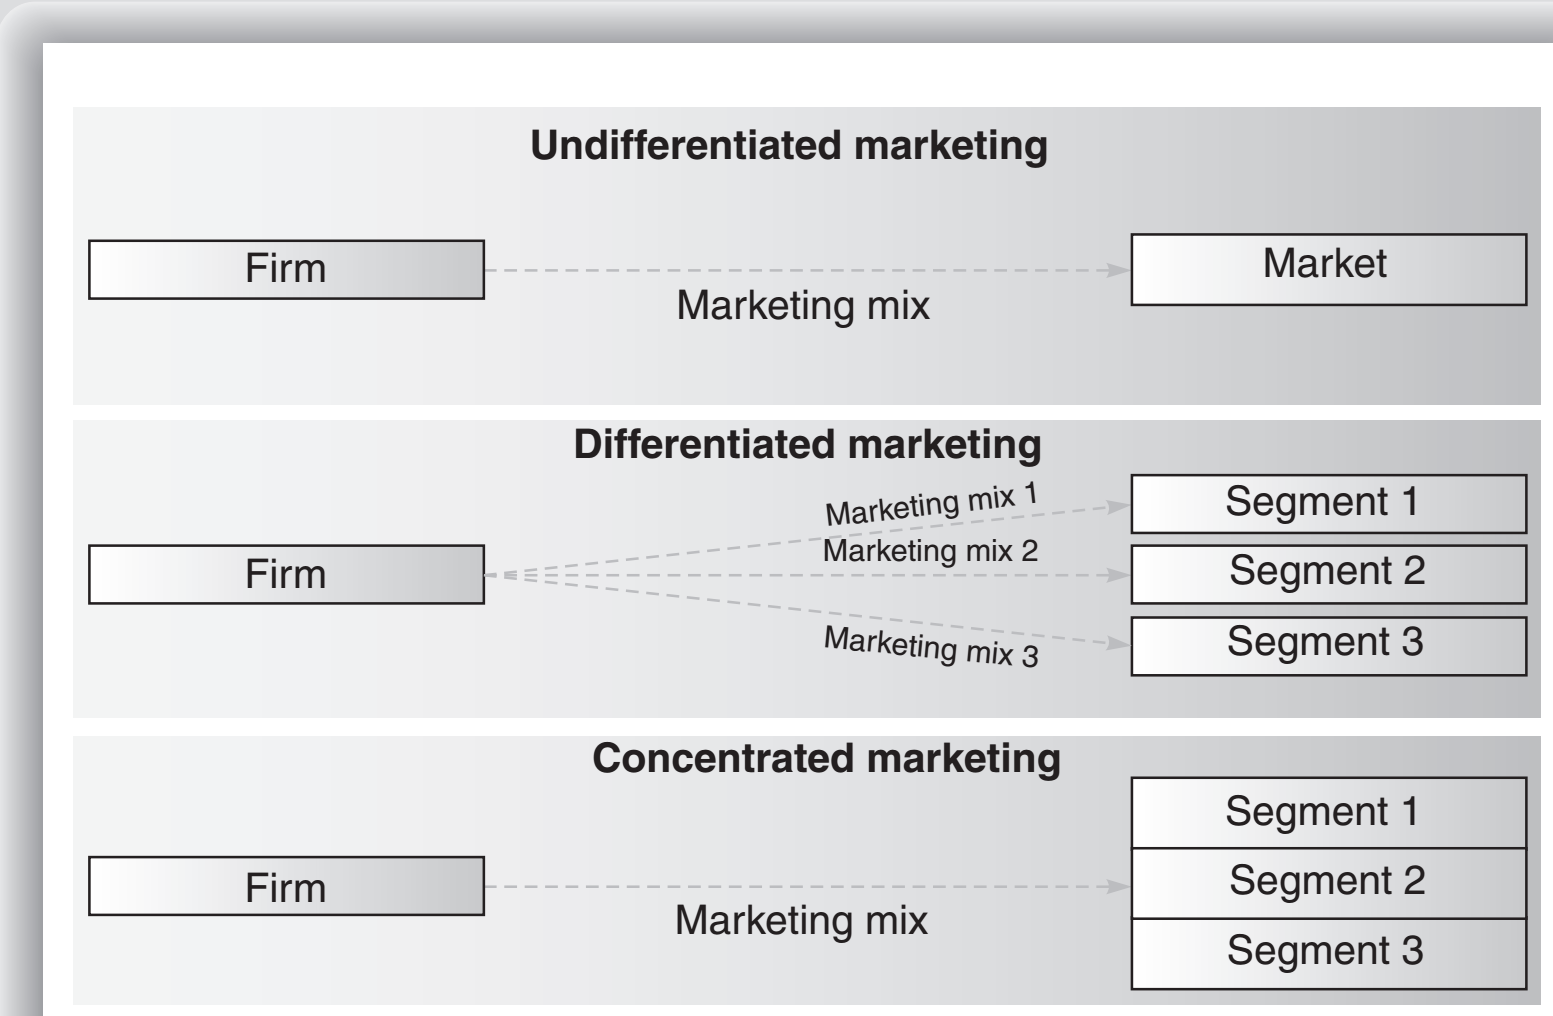 Undifferentiated marketing
Firm
Market
Marketing mix
Differentiated marketing
Marketing mix 1
Segment 1
Marketing mix 2
Firm
Segment 2
Marketing mix 3
Segment 3
Concentrated marketing
Segment 1
Firm
Segment 2
Marketing mix
Segment 3